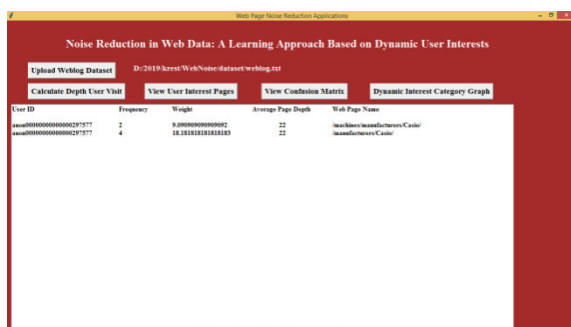 Web Page Noise Reduction Applications
Noise Reduction in Web Data: A Learning Approach Based on Dynamic User Interests
Upload Weblog Dataset D:/2019/krest/WebNoise/dataset/weblog.txt
Calculate Depth User Visit View User Interest Pages View Confusion Matrix Dynamic Interest Category Graph
User ID Frequency Weight Average Page Depth Web Page Name
2 9.090909090909092 22 /machines/manufacturers/Casio/
4 18.181818181818183 22 /manufacturers/Casio/